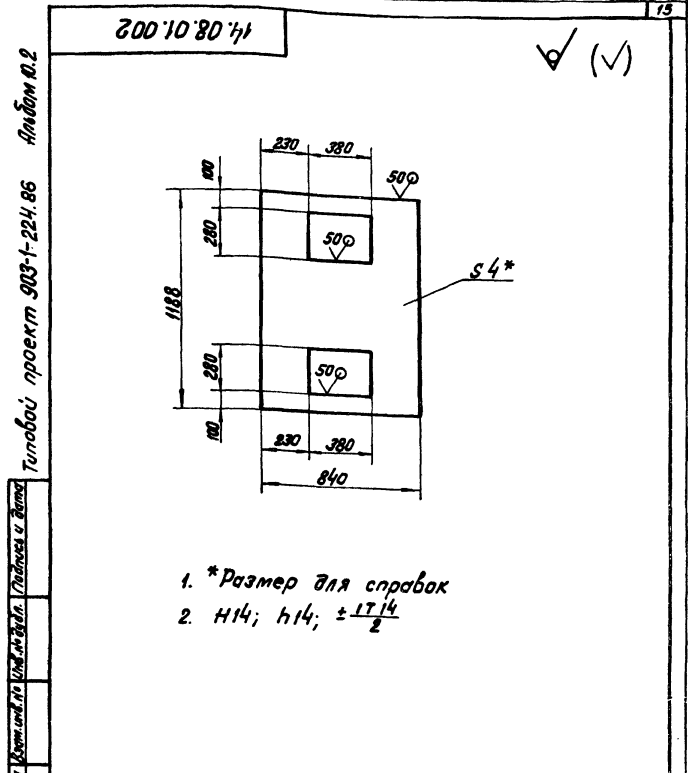 15
14.08.01.002
Альбом 10.2
Типовой проект 903-1-224.86
(√)
230 380
100
50
280
50
S 4*
1188
280
50
100
230 380
840
1. *Размер для справок
2. H14; h14; ± IT14/2
Подпись и дата
Инв.№ дубл.
Взам.инв.№